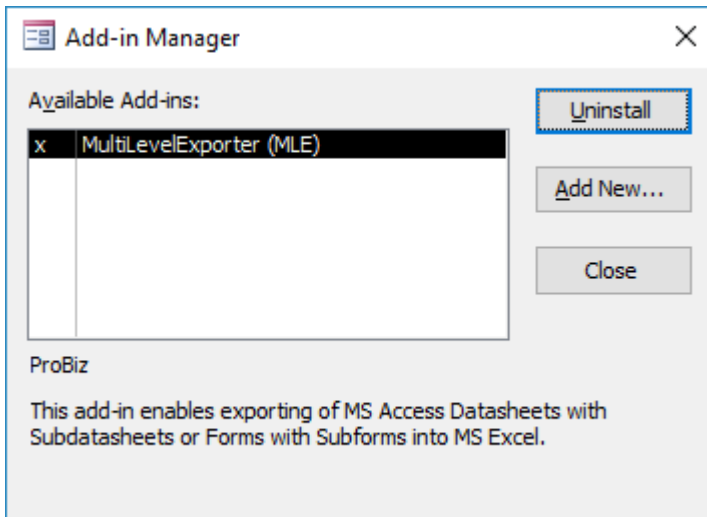 Add-in Manager
Available Add-ins:
Uninstall
x MultiLevelExporter (MLE)
Add New...
Close
ProBiz
This add-in enables exporting of MS Access Datasheets with
Subdatasheets or Forms with Subforms into MS Excel.